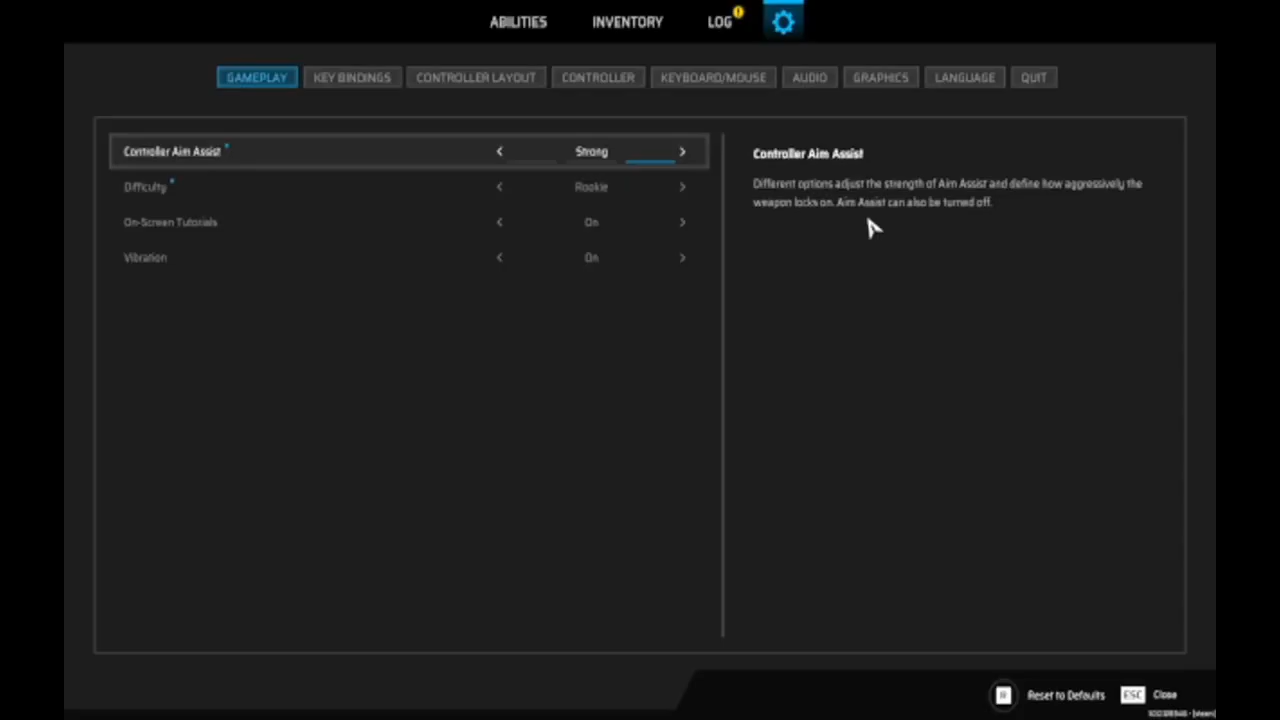 ABILITIES INVENTORY LOG
GAMEPLAY KEY BINDINGS CONTROLLER LAYOUT CONTROLLER KEYBOARD/MOUSE AUDIO GRAPHICS LANGUAGE QUIT
Controller Aim Assist * < Strong >
Difficulty * < Rookie >
On-Screen Tutorials < On >
Vibration < On >
Controller Aim Assist
Different options adjust the strength of Aim Assist and define how aggressively the
weapon locks on. Aim Assist can also be turned off.
R Reset to Defaults ESC Close